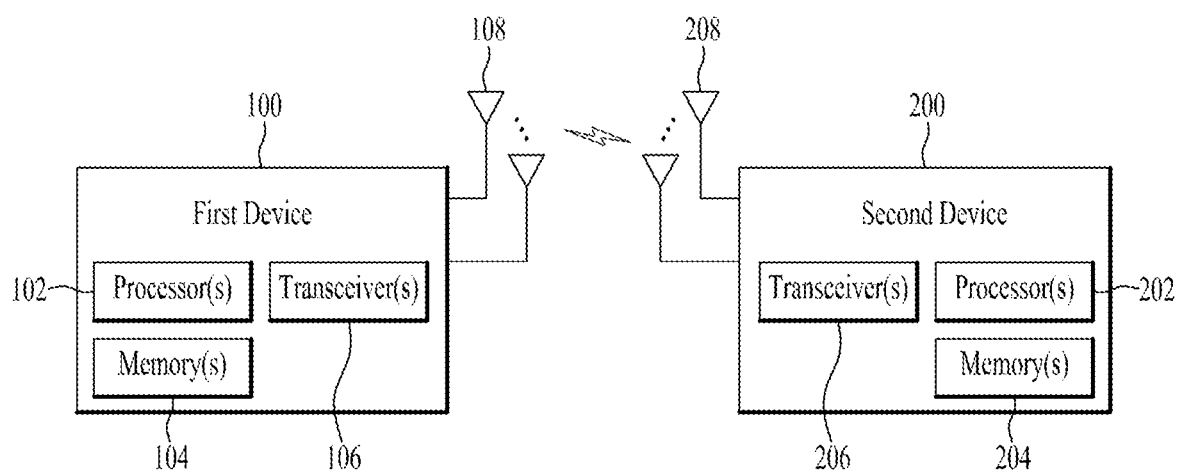 108
208
100
200
First Device
Second Device
102
Processor(s)
Transceiver(s)
Transceiver(s)
Processor(s)
202
Memory(s)
Memory(s)
104
106
206
204